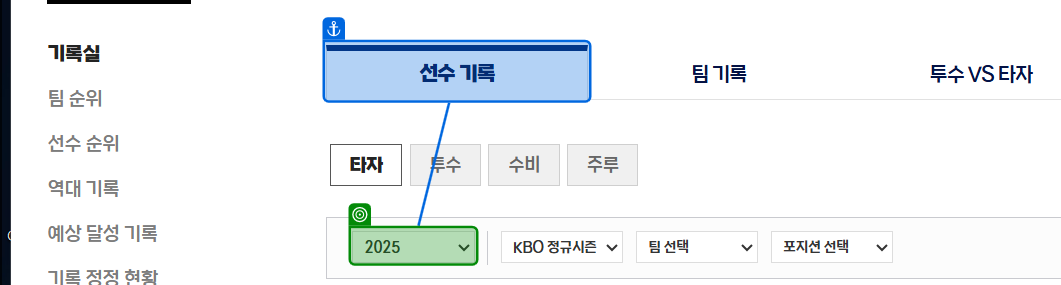 기록실
팀 순위
선수 순위
역대 기록
예상 달성 기록
기록 정정 현황
선수 기록 팀 기록 투수 VS 타자
타자 투수 수비 주루
2025 KBO 정규시즌 팀 선택 포지션 선택